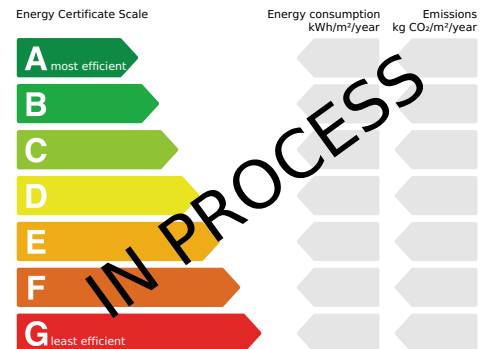 Energy Certificate Scale
Energy consumption
kWh/m²/year
Emissions
kg CO₂/m²/year
A most efficient
B
C
D
E
F
G least efficient
IN PROCESS